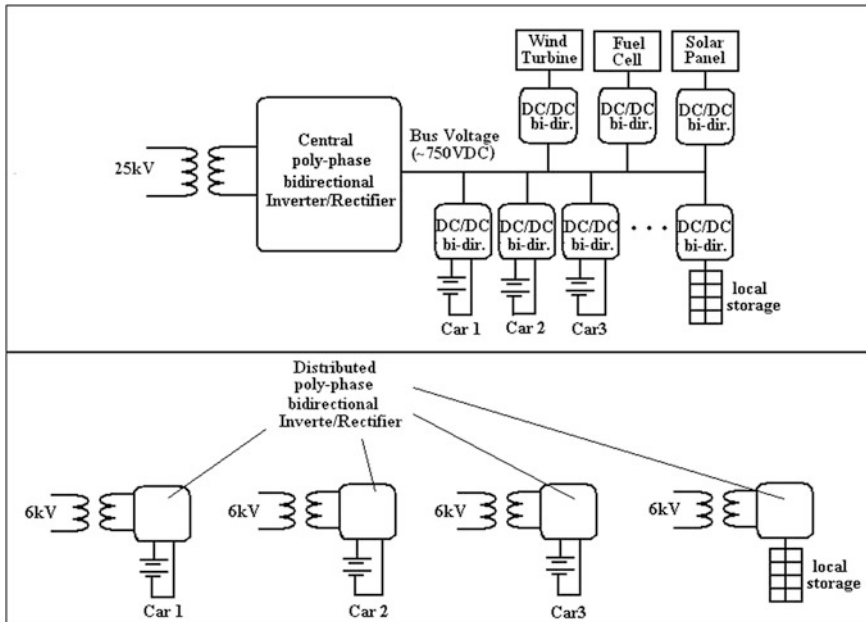 Wind
Turbine
Fuel
Cell
Solar
Panel
DC/DC
bi-dir.
DC/DC
bi-dir.
DC/DC
bi-dir.
25kV
Central
poly-phase
bidirectional
Inverter/Rectifier
Bus Voltage
(~750VDC)
DC/DC
bi-dir.
DC/DC
bi-dir.
DC/DC
bi-dir.
• • •
DC/DC
bi-dir.
Car 1
Car 2
Car3
local
storage
Distributed
poly-phase
bidirectional
Inverte/Rectifier
6kV
6kV
6kV
6kV
Car 1
Car 2
Car3
local
storage